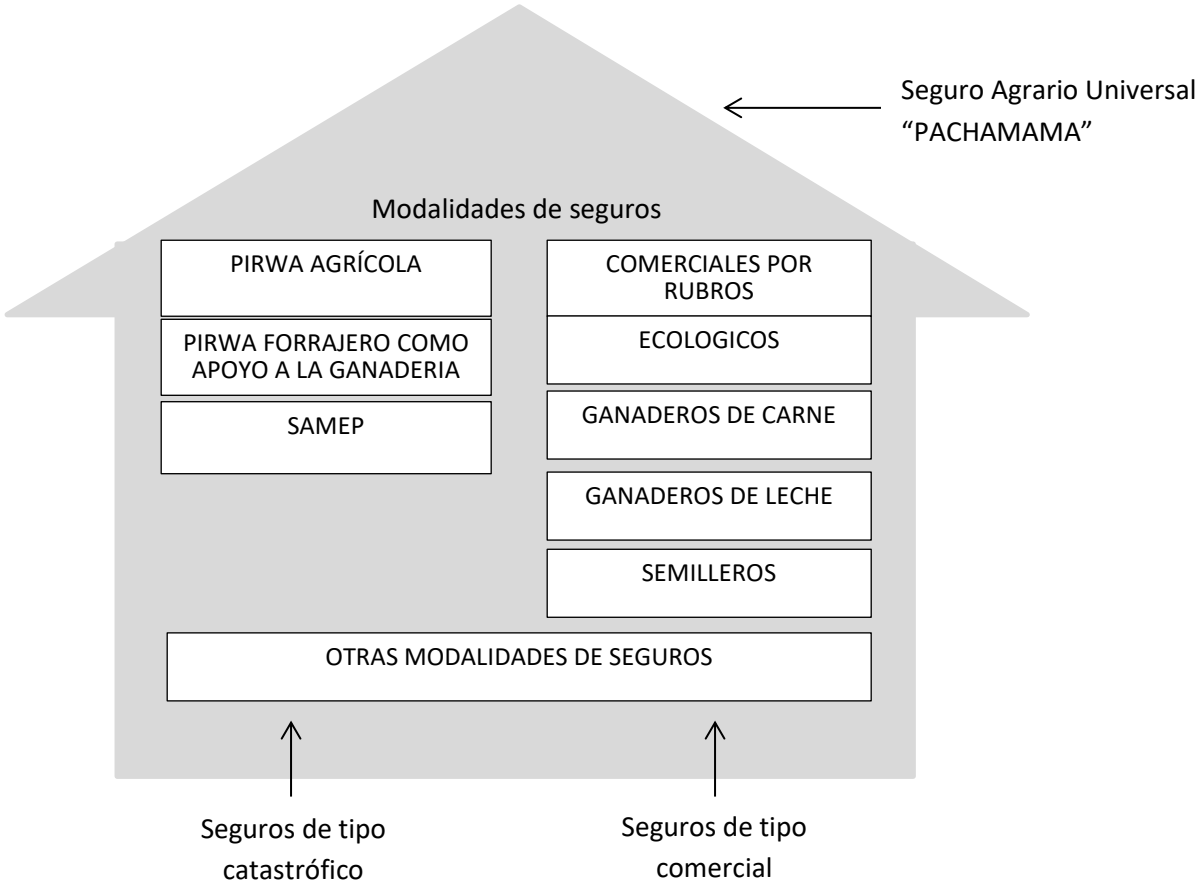 Seguro Agrario Universal
“PACHAMAMA”
Modalidades de seguros
PIRWA AGRÍCOLA
PIRWA FORRAJERO COMO
APOYO A LA GANADERIA
SAMEP
COMERCIALES POR
RUBROS
ECOLOGICOS
GANADEROS DE CARNE
GANADEROS DE LECHE
SEMILLEROS
OTRAS MODALIDADES DE SEGUROS
Seguros de tipo
catastrófico
Seguros de tipo
comercial